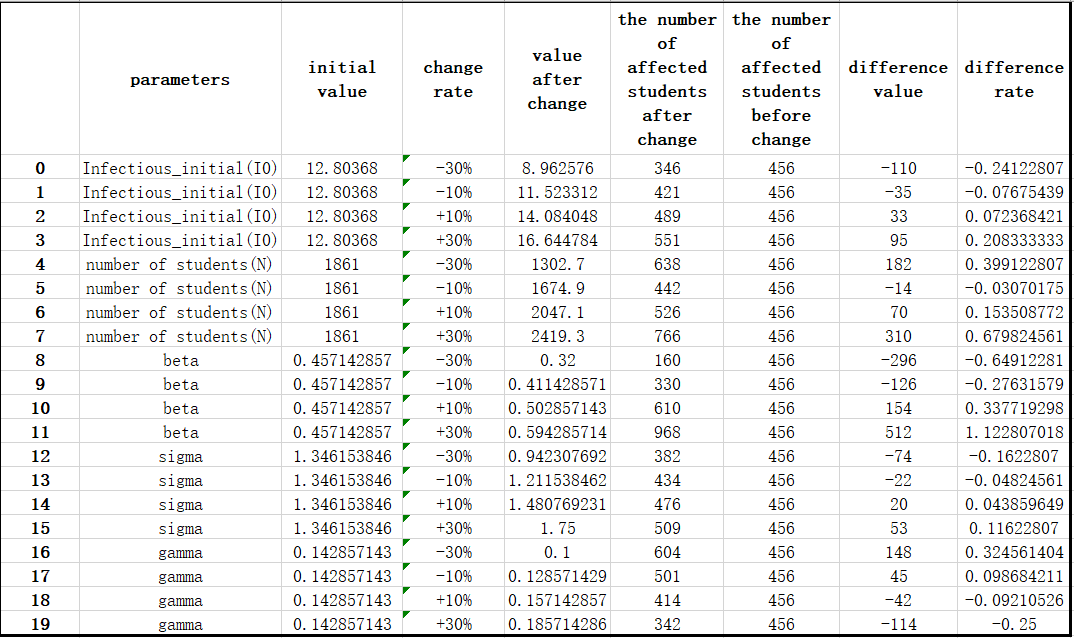 parameters initial value change rate value after change the number of affected students after change the number of affected students before change difference value difference rate
0 Infectious_initial(I0) 12.80368 -30% 8.962576 346 456 -110 -0.24122807
1 Infectious_initial(I0) 12.80368 -10% 11.523312 421 456 -35 -0.07675439
2 Infectious_initial(I0) 12.80368 +10% 14.084048 489 456 33 0.072368421
3 Infectious_initial(I0) 12.80368 +30% 16.644784 551 456 95 0.208333333
4 number of students(N) 1861 -30% 1302.7 638 456 182 0.399122807
5 number of students(N) 1861 -10% 1674.9 442 456 -14 -0.03070175
6 number of students(N) 1861 +10% 2047.1 526 456 70 0.153508772
7 number of students(N) 1861 +30% 2419.3 766 456 310 0.679824561
8 beta 0.457142857 -30% 0.32 160 456 -296 -0.64912281
9 beta 0.457142857 -10% 0.411428571 330 456 -126 -0.27631579
10 beta 0.457142857 +10% 0.502857143 610 456 154 0.337719298
11 beta 0.457142857 +30% 0.594285714 968 456 512 1.122807018
12 sigma 1.346153846 -30% 0.942307692 382 456 -74 -0.1622807
13 sigma 1.346153846 -10% 1.211538462 434 456 -22 -0.04824561
14 sigma 1.346153846 +10% 1.480769231 476 456 20 0.043859649
15 sigma 1.346153846 +30% 1.75 509 456 53 0.11622807
16 gamma 0.142857143 -30% 0.1 604 456 148 0.324561404
17 gamma 0.142857143 -10% 0.128571429 501 456 45 0.098684211
18 gamma 0.142857143 +10% 0.157142857 414 456 -42 -0.09210526
19 gamma 0.142857143 +30% 0.185714286 342 456 -114 -0.25